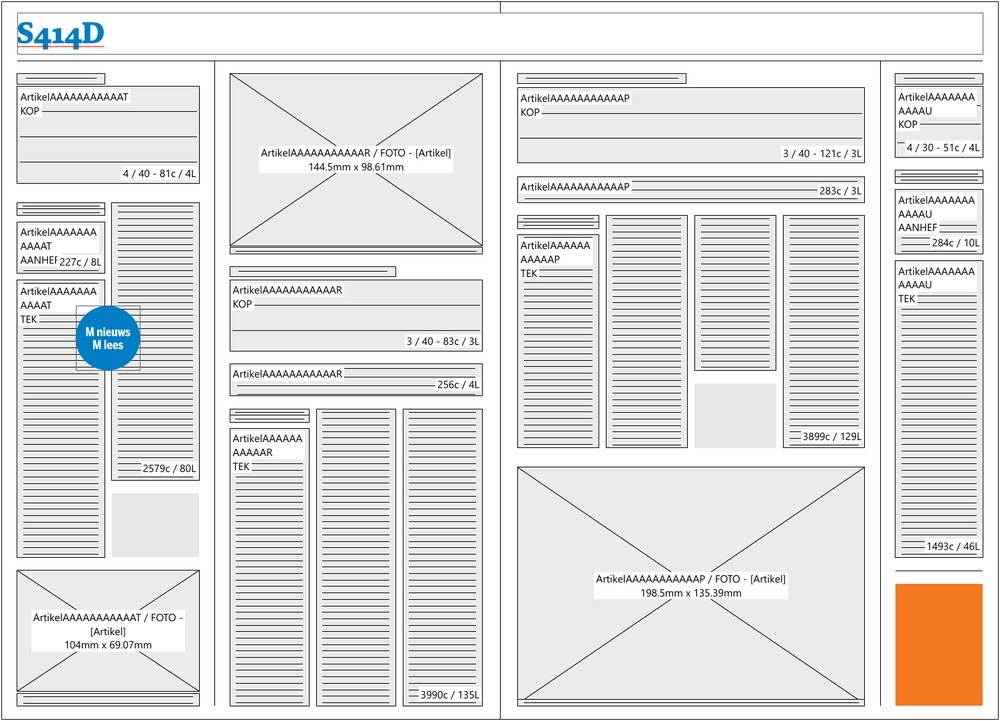 S414D
ArtikelAAAAAAAAAAAT
KOP
4 / 40 - 81c / 4L
ArtikelAAAAAAA
AAAAT
AANHEF
227c / 8L
ArtikelAAAAAAA
AAAAT
TEK
M nieuws
M lees
2579c / 80L
ArtikelAAAAAAAAAAAT / FOTO -
[Artikel]
104mm x 69.07mm
ArtikelAAAAAAAAAAAR / FOTO - [Artikel]
144.5mm x 98.61mm
ArtikelAAAAAAAAAAAR
KOP
3 / 40 - 83c / 3L
ArtikelAAAAAAAAAAAR
256c / 4L
ArtikelAAAAAA
AAAAAR
TEK
3990c / 135L
ArtikelAAAAAAAAAAAP
KOP
3 / 40 - 121c / 3L
ArtikelAAAAAAAAAAAP
283c / 3L
ArtikelAAAAAA
AAAAAP
TEK
3899c / 129L
ArtikelAAAAAAAAAAAP / FOTO - [Artikel]
198.5mm x 135.39mm
ArtikelAAAAAAA
AAAAU
KOP
4 / 30 - 51c / 4L
ArtikelAAAAAAA
AAAAU
AANHEF
284c / 10L
ArtikelAAAAAAA
AAAAU
TEK
1493c / 46L